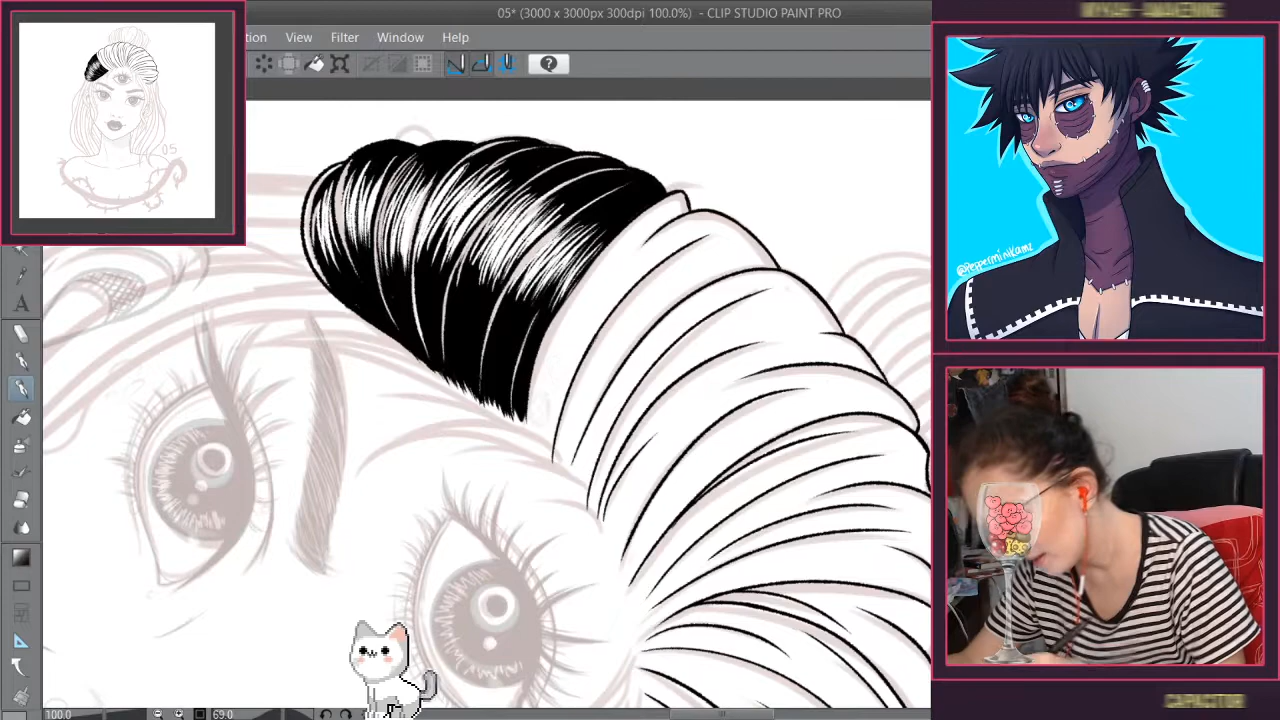 05* (3000 x 3000px 300dpi 100.0%) - CLIP STUDIO PAINT PRO
tion View Filter Window Help
05
@PepperminiKamz
A
100.0
69.0